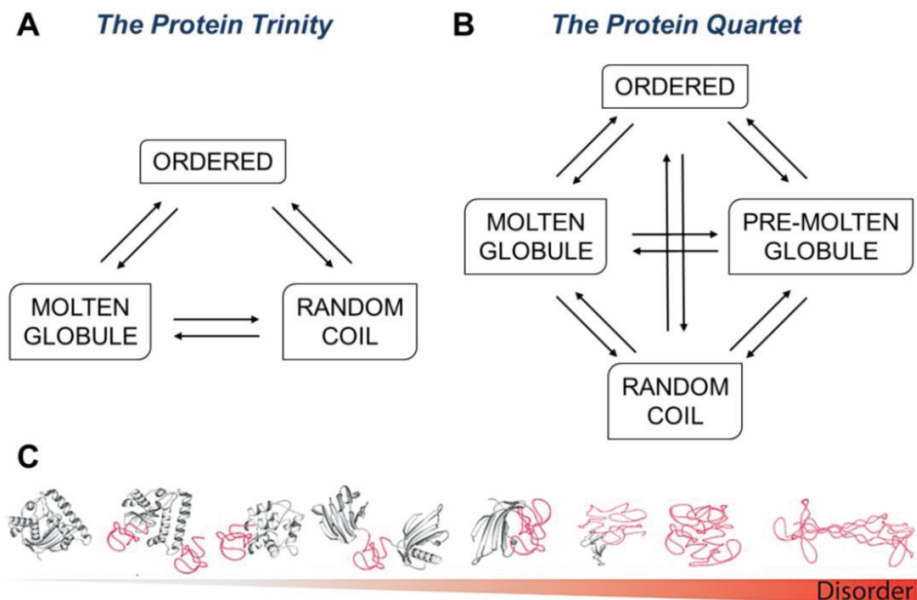 A
The Protein Trinity
ORDERED
MOLTEN
GLOBULE
RANDOM
COIL
B
The Protein Quartet
ORDERED
MOLTEN
GLOBULE
PRE-MOLTEN
GLOBULE
RANDOM
COIL
C
Disorder